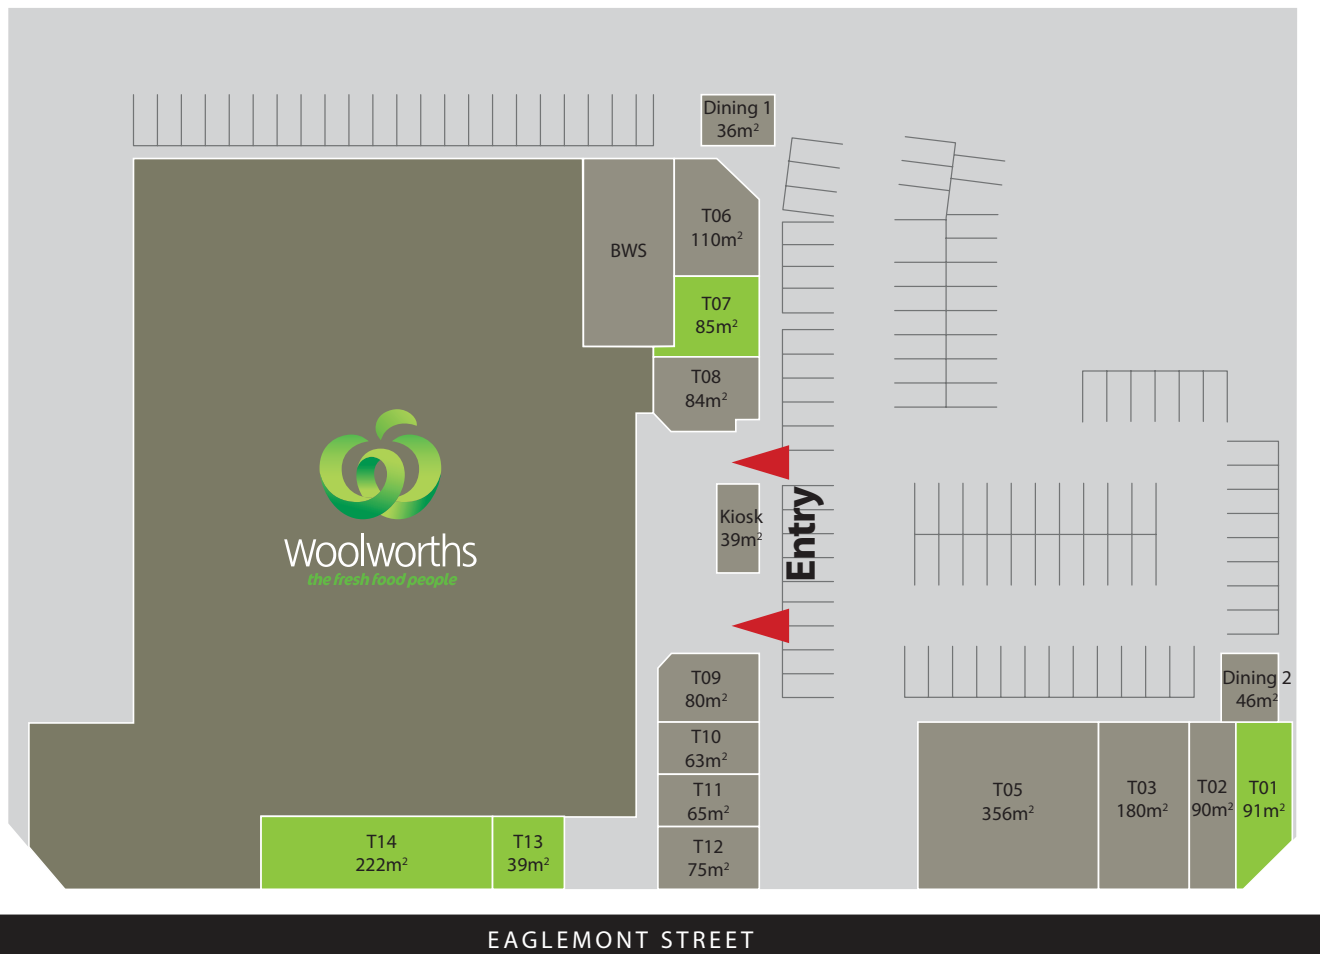 Dining 1
36m²
T06
110m²
BWS
T07
85m²
T08
84m²
Woolworths
the fresh food people
Kiosk
39m²
Entry
T09
80m²
T10
63m²
T11
65m²
T12
75m²
Dining 2
46m²
T05
356m²
T03
180m²
T02
90m²
T01
91m²
T14
222m²
T13
39m²
EAGLEMONT STREET